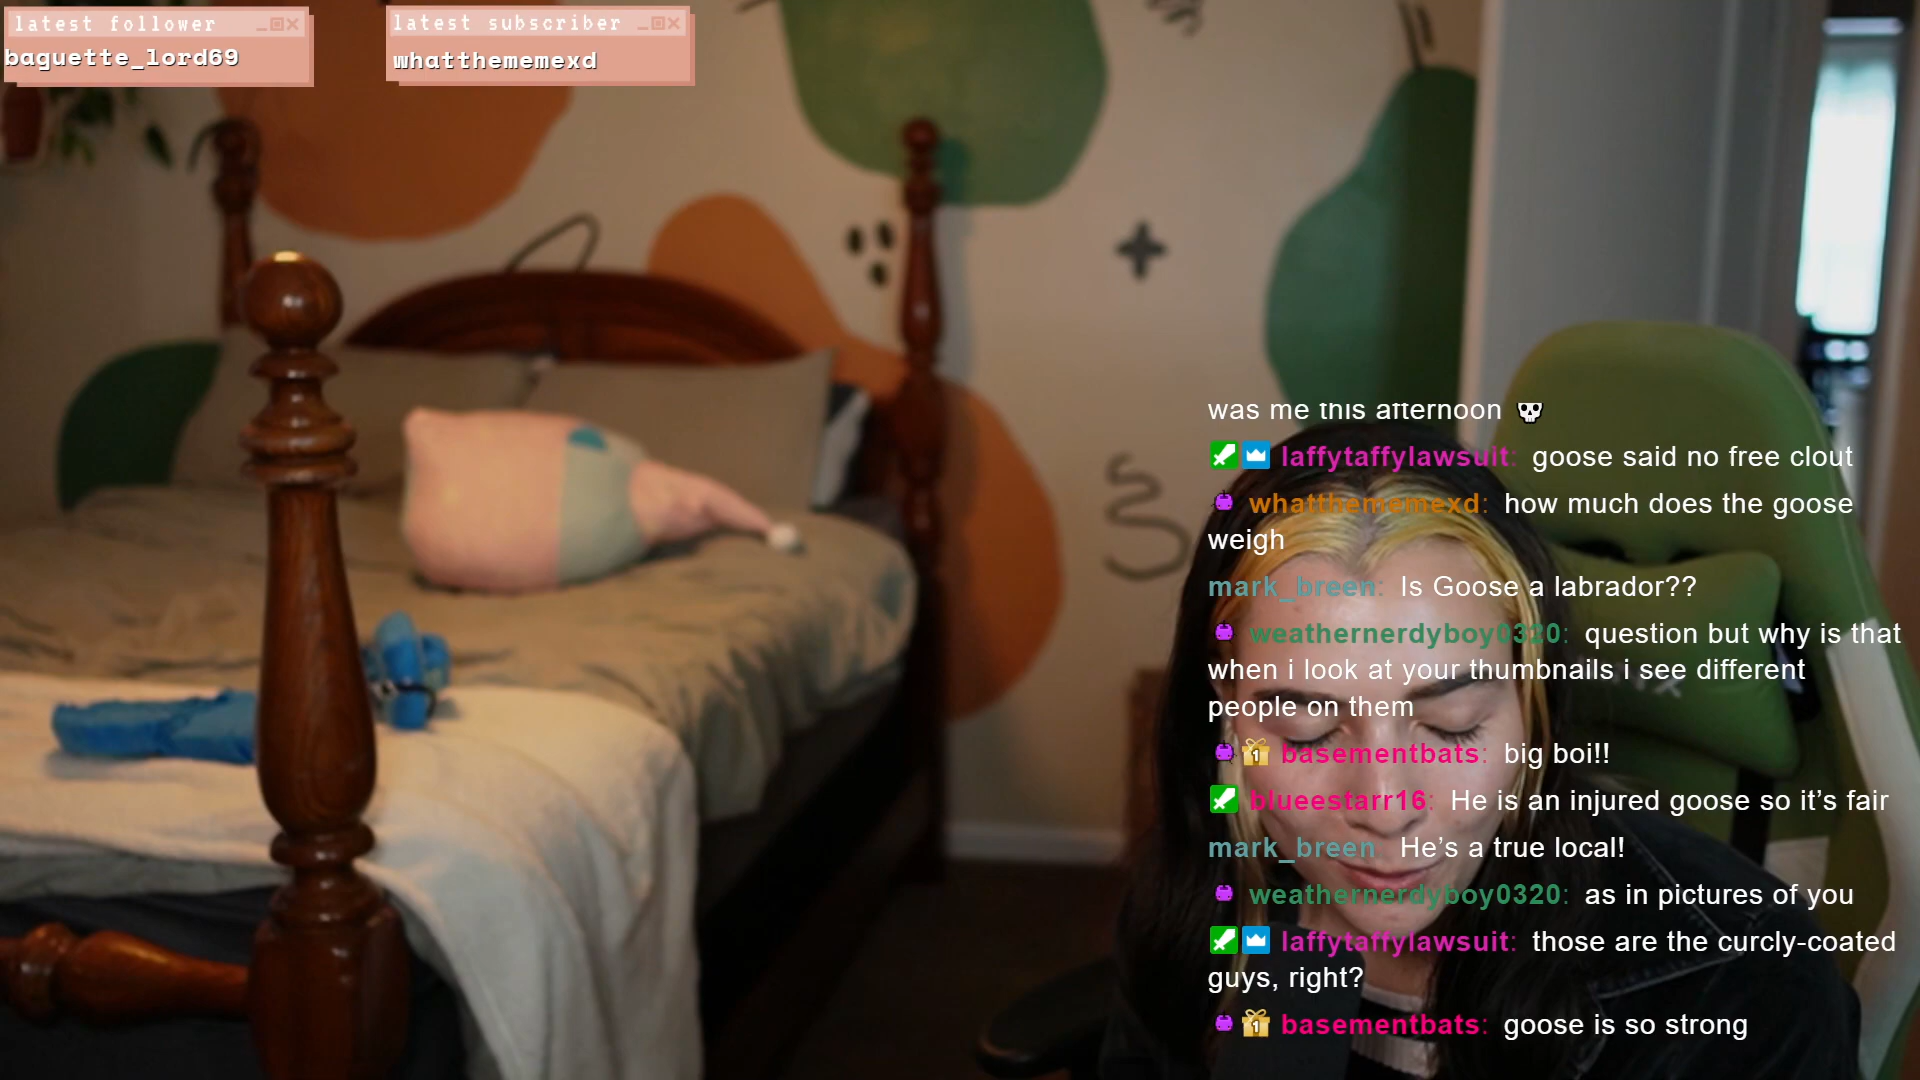 latest follower
baguette_lord69
latest subscriber
whatthememexd
was me this afternoon
laffytaffylawsuit: goose said no free clout
whatthememexd: how much does the goose
weigh
mark_breen: Is Goose a labrador??
weathernerdyboy0320: question but why is that
when i look at your thumbnails i see different
people on them
basementbats: big boi!!
blueestarr16: He is an injured goose so it’s fair
mark_breen: He’s a true local!
weathernerdyboy0320: as in pictures of you
laffytaffylawsuit: those are the curcly-coated
guys, right?
basementbats: goose is so strong